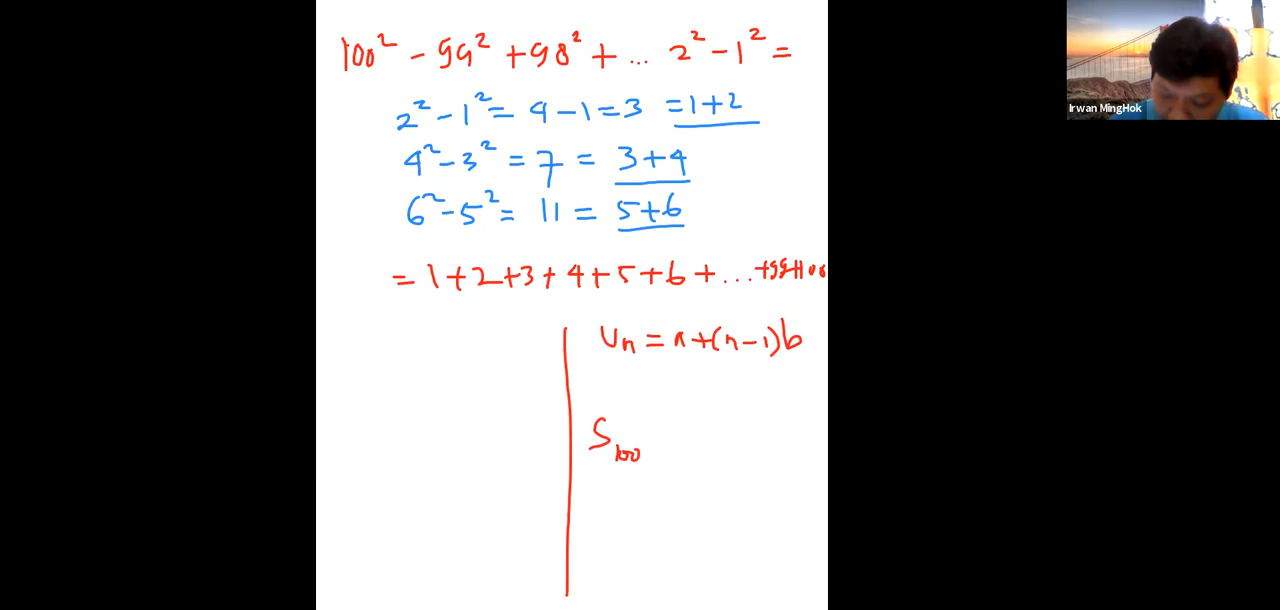 100² - 99² + 98² + ... 2² - 1² =
2² - 1² = 4 - 1 = 3 = 1 + 2
4² - 3² = 7 = 3 + 4
6² - 5² = 11 = 5 + 6
= 1 + 2 + 3 + 4 + 5 + 6 + ... + 99 + 100
Un = a + (n - 1)b
S₁₀₀
Irwan MingHok